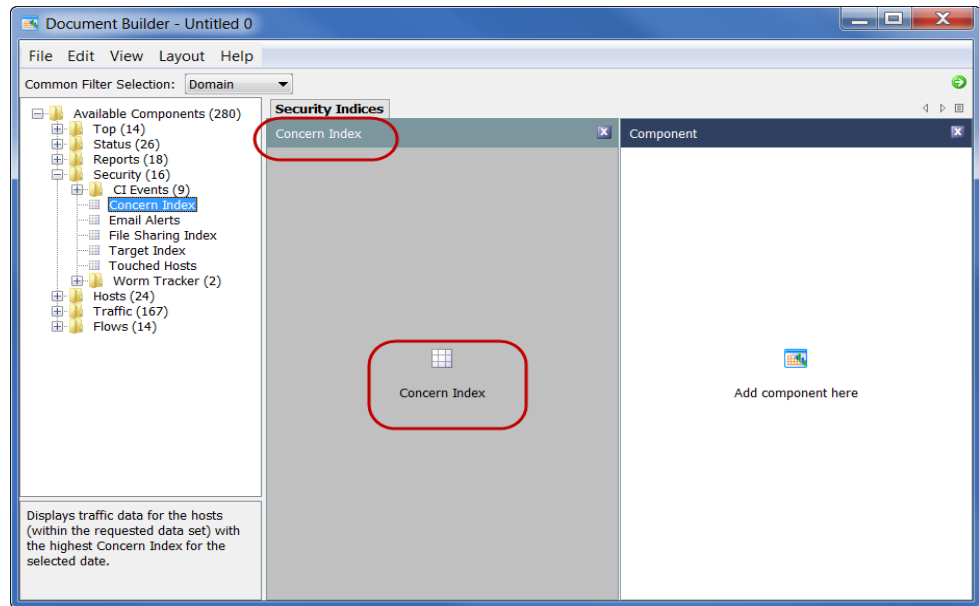 Document Builder - Untitled 0
File Edit View Layout Help
Common Filter Selection: Domain
Available Components (280)
Top (14)
Status (26)
Reports (18)
Security (16)
CI Events (9)
Concern Index
Email Alerts
File Sharing Index
Target Index
Touched Hosts
Worm Tracker (2)
Hosts (24)
Traffic (167)
Flows (14)
Displays traffic data for the hosts
(within the requested data set) with
the highest Concern Index for the
selected date.
Security Indices
Concern Index
Concern Index
Component
Add component here